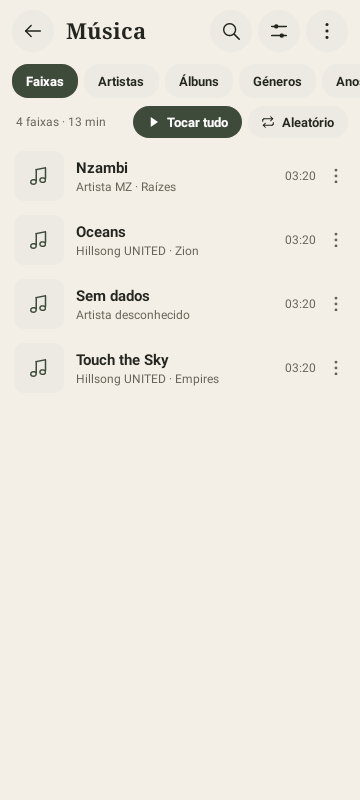 Música
Faixas Artistas Álbuns Géneros Anos
4 faixas · 13 min Tocar tudo Aleatório
Nzambi 03:20
Artista MZ · Raízes
Oceans 03:20
Hillsong UNITED · Zion
Sem dados 03:20
Artista desconhecido
Touch the Sky 03:20
Hillsong UNITED · Empires